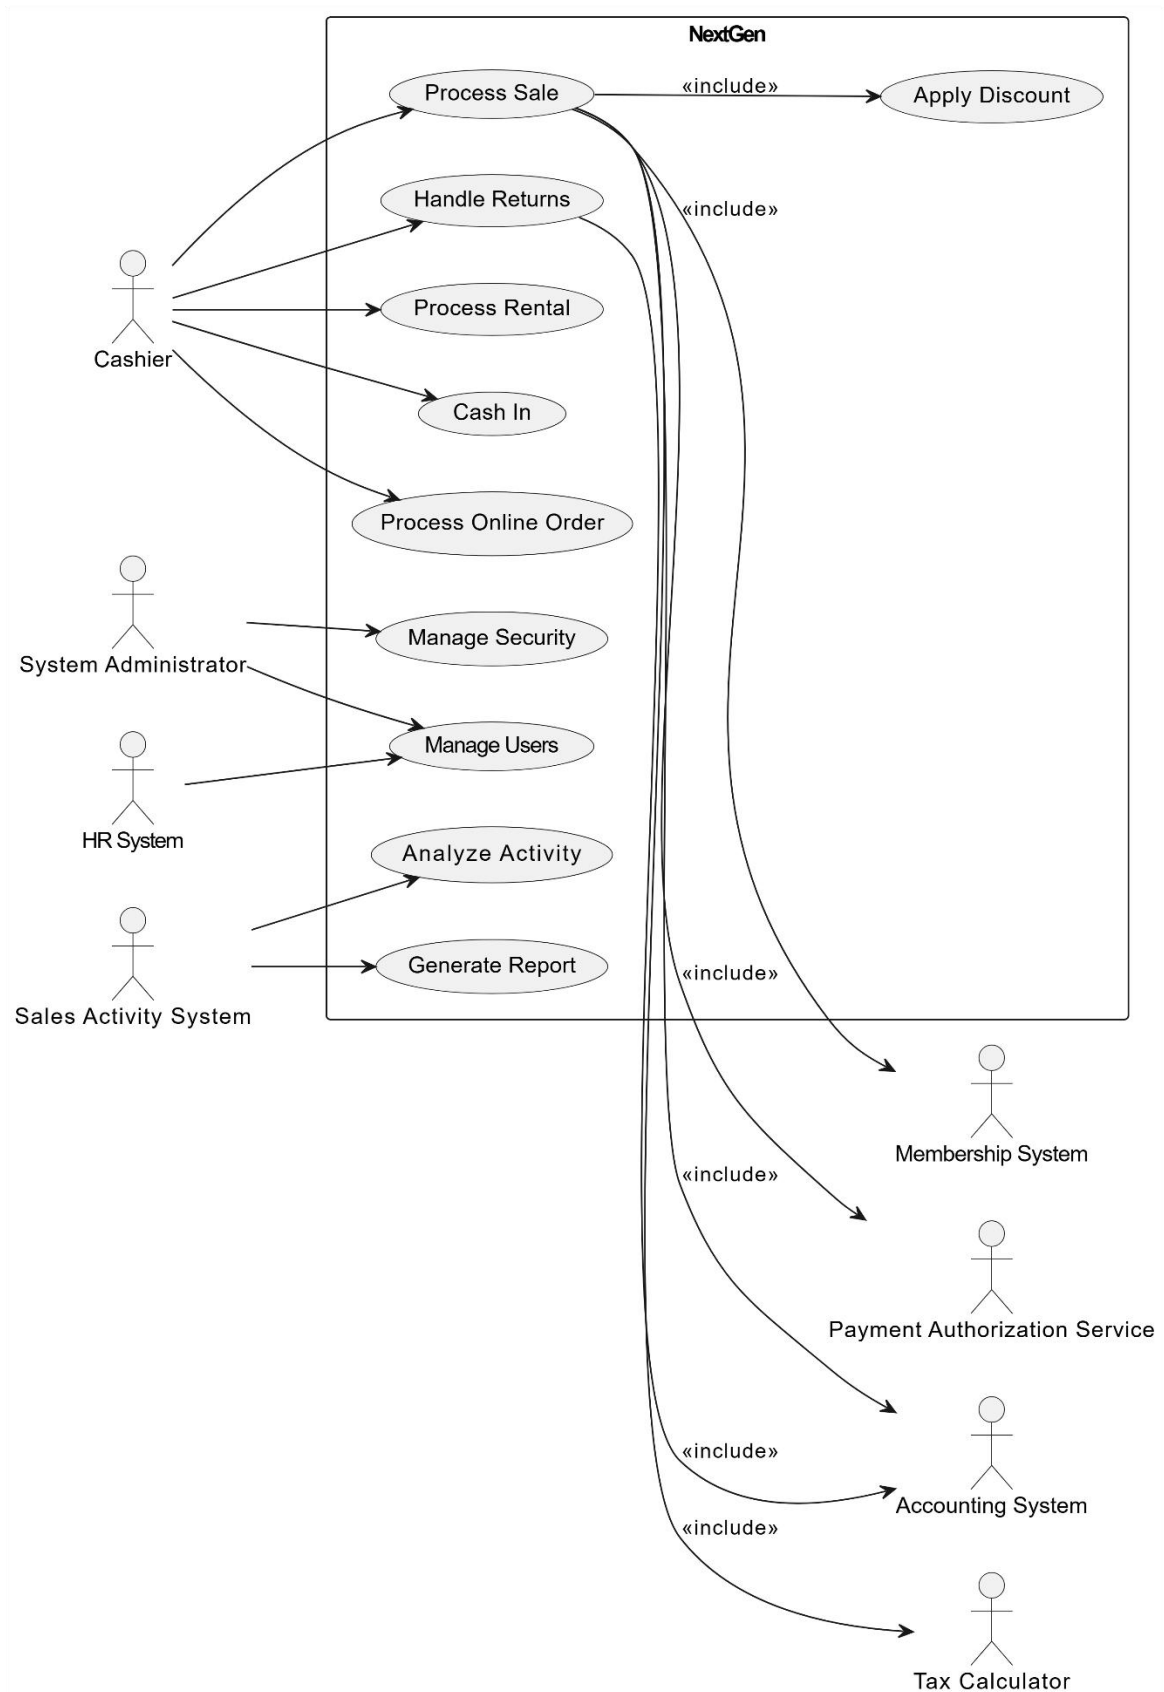 NextGen
Process Sale
«include»
Apply Discount
Handle Returns
«include»
Process Rental
Cashier
Cash In
Process Online Order
Manage Security
System Administrator
Manage Users
HR System
Analyze Activity
Generate Report
«include»
Sales Activity System
Membership System
«include»
Payment Authorization Service
«include»
Accounting System
«include»
Tax Calculator